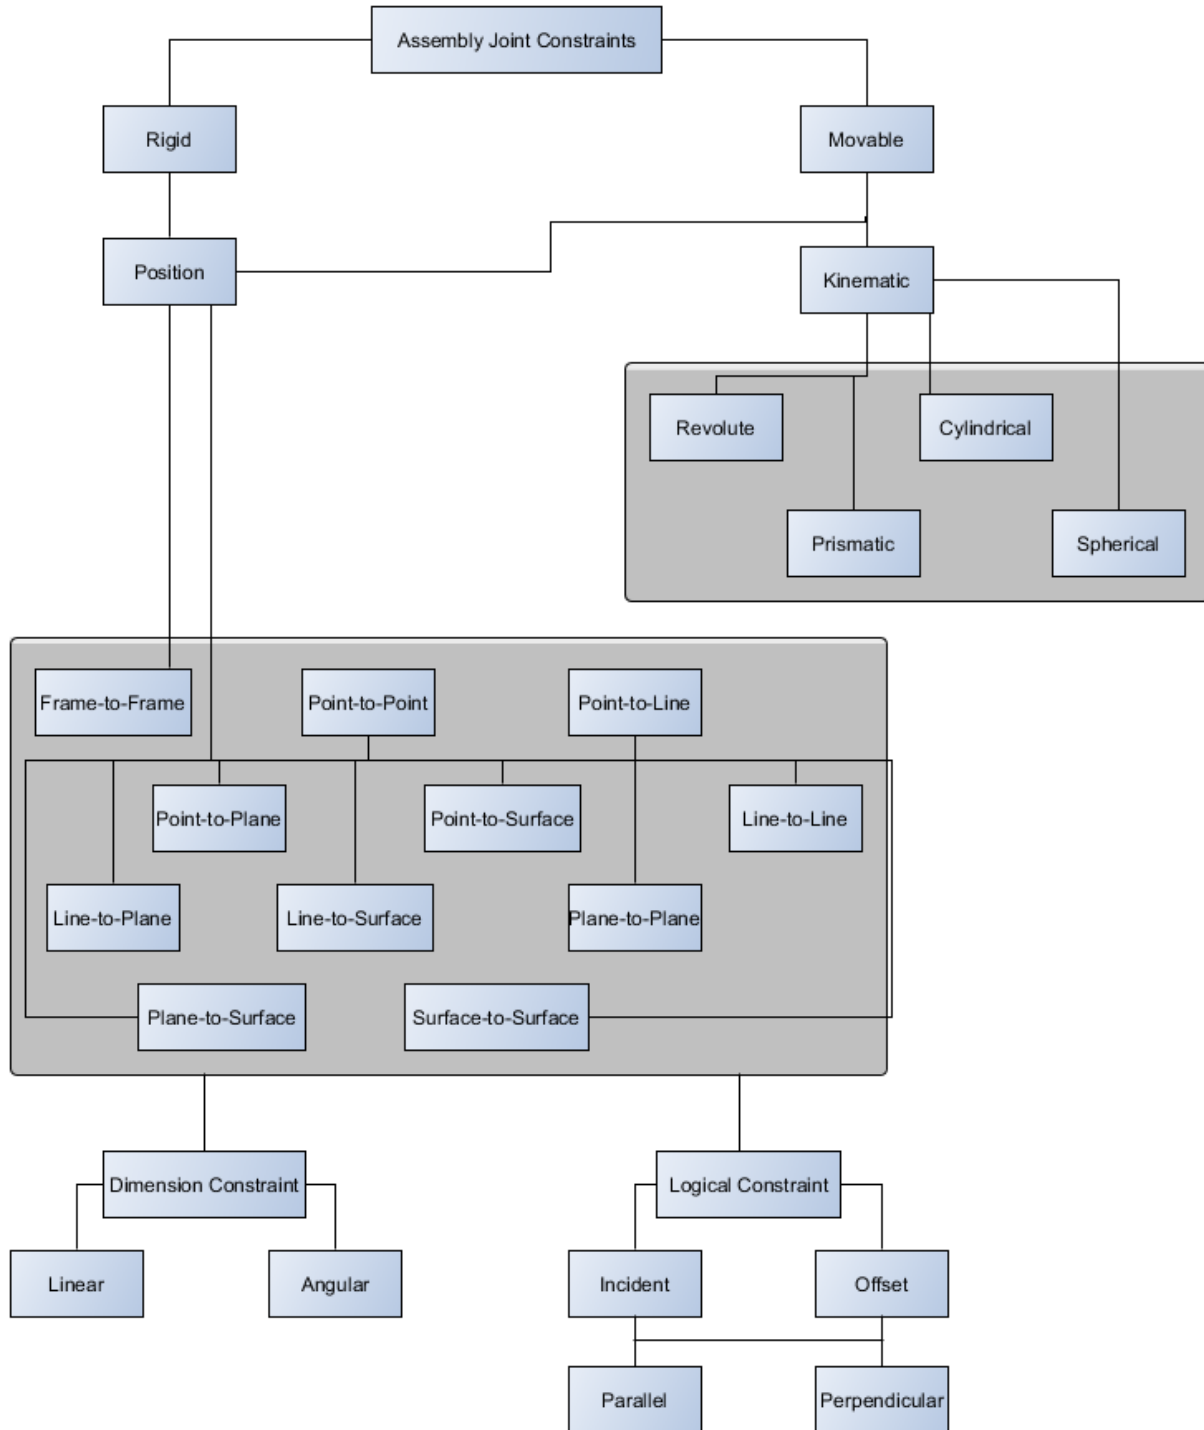 Assembly Joint Constraints
Rigid
Movable
Position
Kinematic
Revolute
Cylindrical
Prismatic
Spherical
Frame-to-Frame
Point-to-Point
Point-to-Line
Point-to-Plane
Point-to-Surface
Line-to-Line
Line-to-Plane
Line-to-Surface
Plane-to-Plane
Plane-to-Surface
Surface-to-Surface
Dimension Constraint
Logical Constraint
Linear
Angular
Incident
Offset
Parallel
Perpendicular